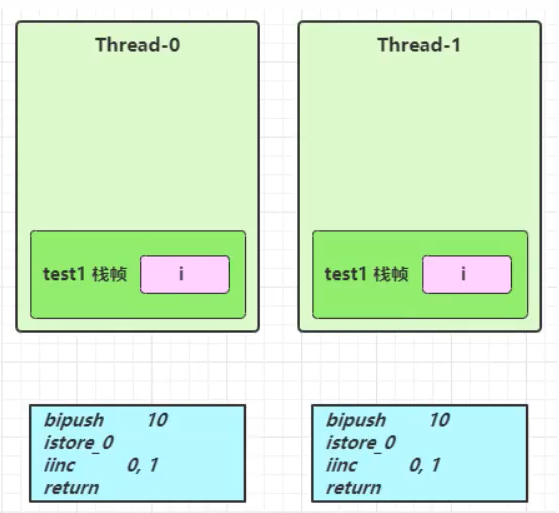 Thread-0
test1 栈帧
i
bipush 10
istore_0
iinc 0, 1
return
Thread-1
test1 栈帧
i
bipush 10
istore_0
iinc 0, 1
return